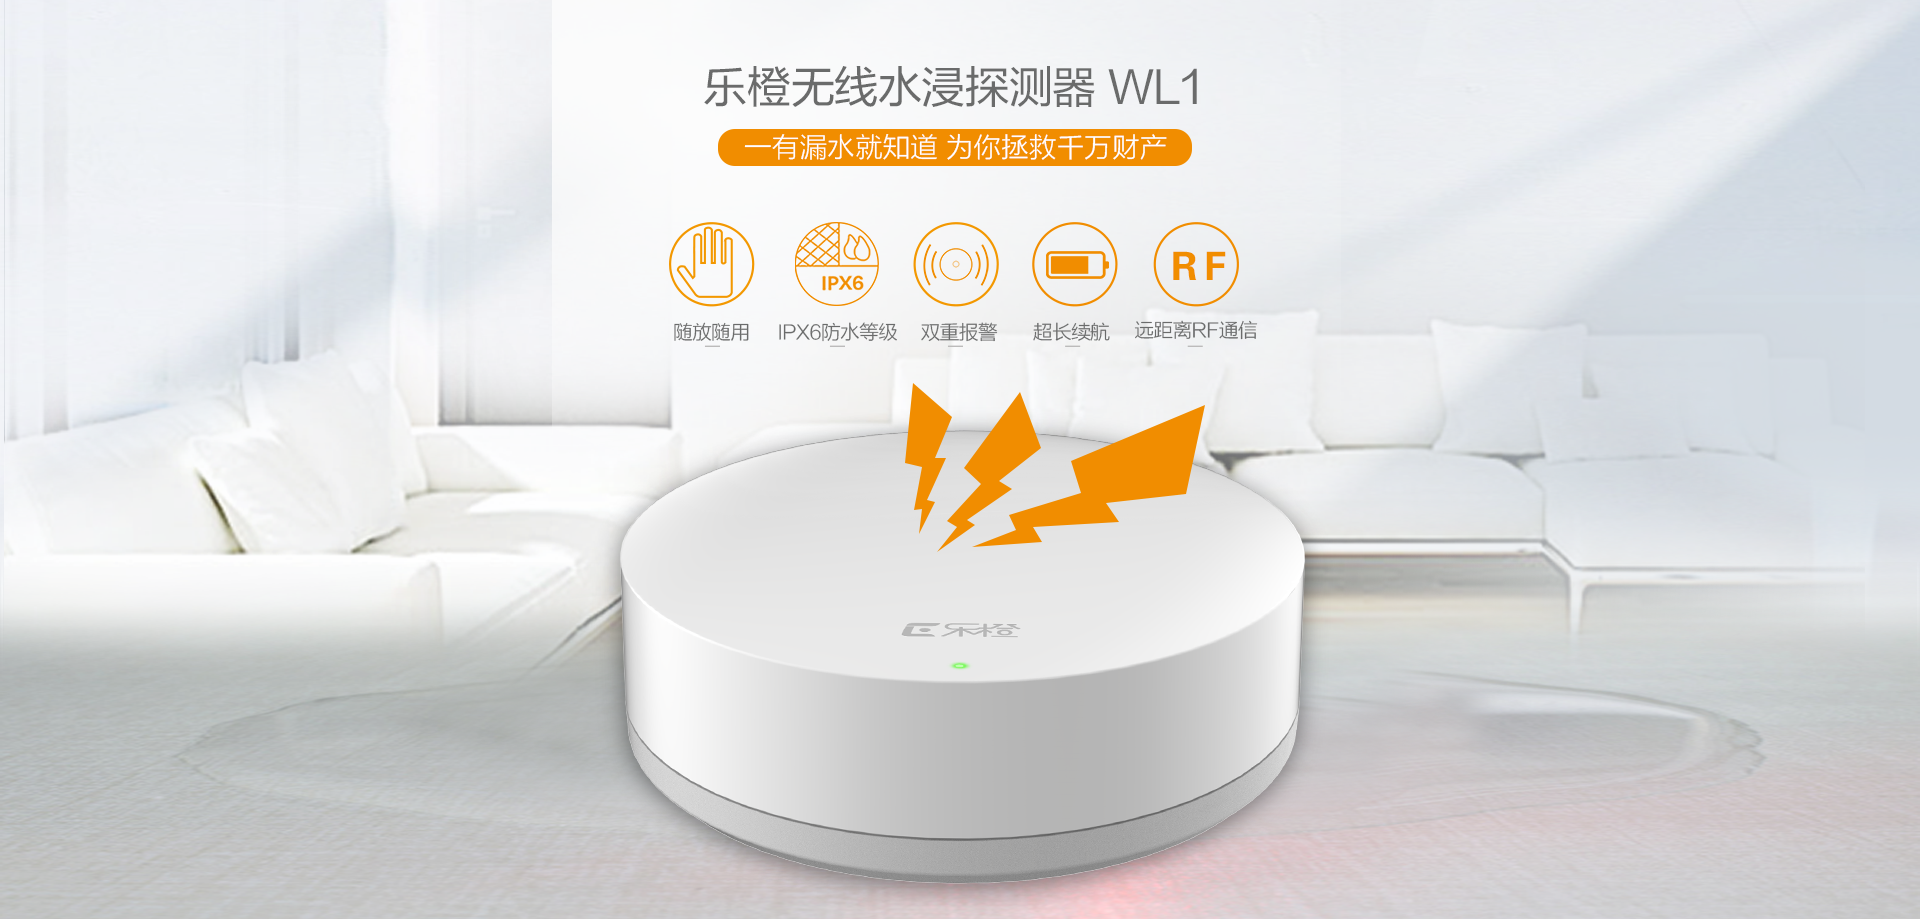 乐橙无线水浸探测器 WL1
一有漏水就知道 为你拯救千万财产
IPX6
RF
随放随用
IPX6防水等级
双重报警
超长续航
远距离RF通信
乐橙